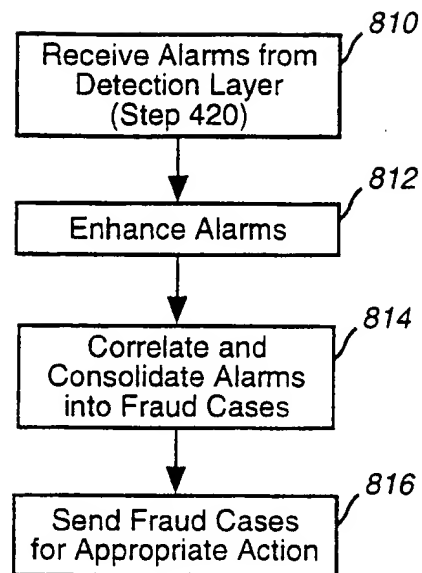 810
Receive Alarms from
Detection Layer
(Step 420)
812
Enhance Alarms
814
Correlate and
Consolidate Alarms
into Fraud Cases
816
Send Fraud Cases
for Appropriate Action